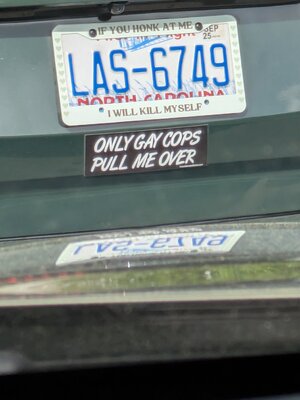 IF YOU HONK AT ME
SEP
25
LAS-6749
NORTH CAROLINA
I WILL KILL MYSELF
ONLY GAY COPS
PULL ME OVER